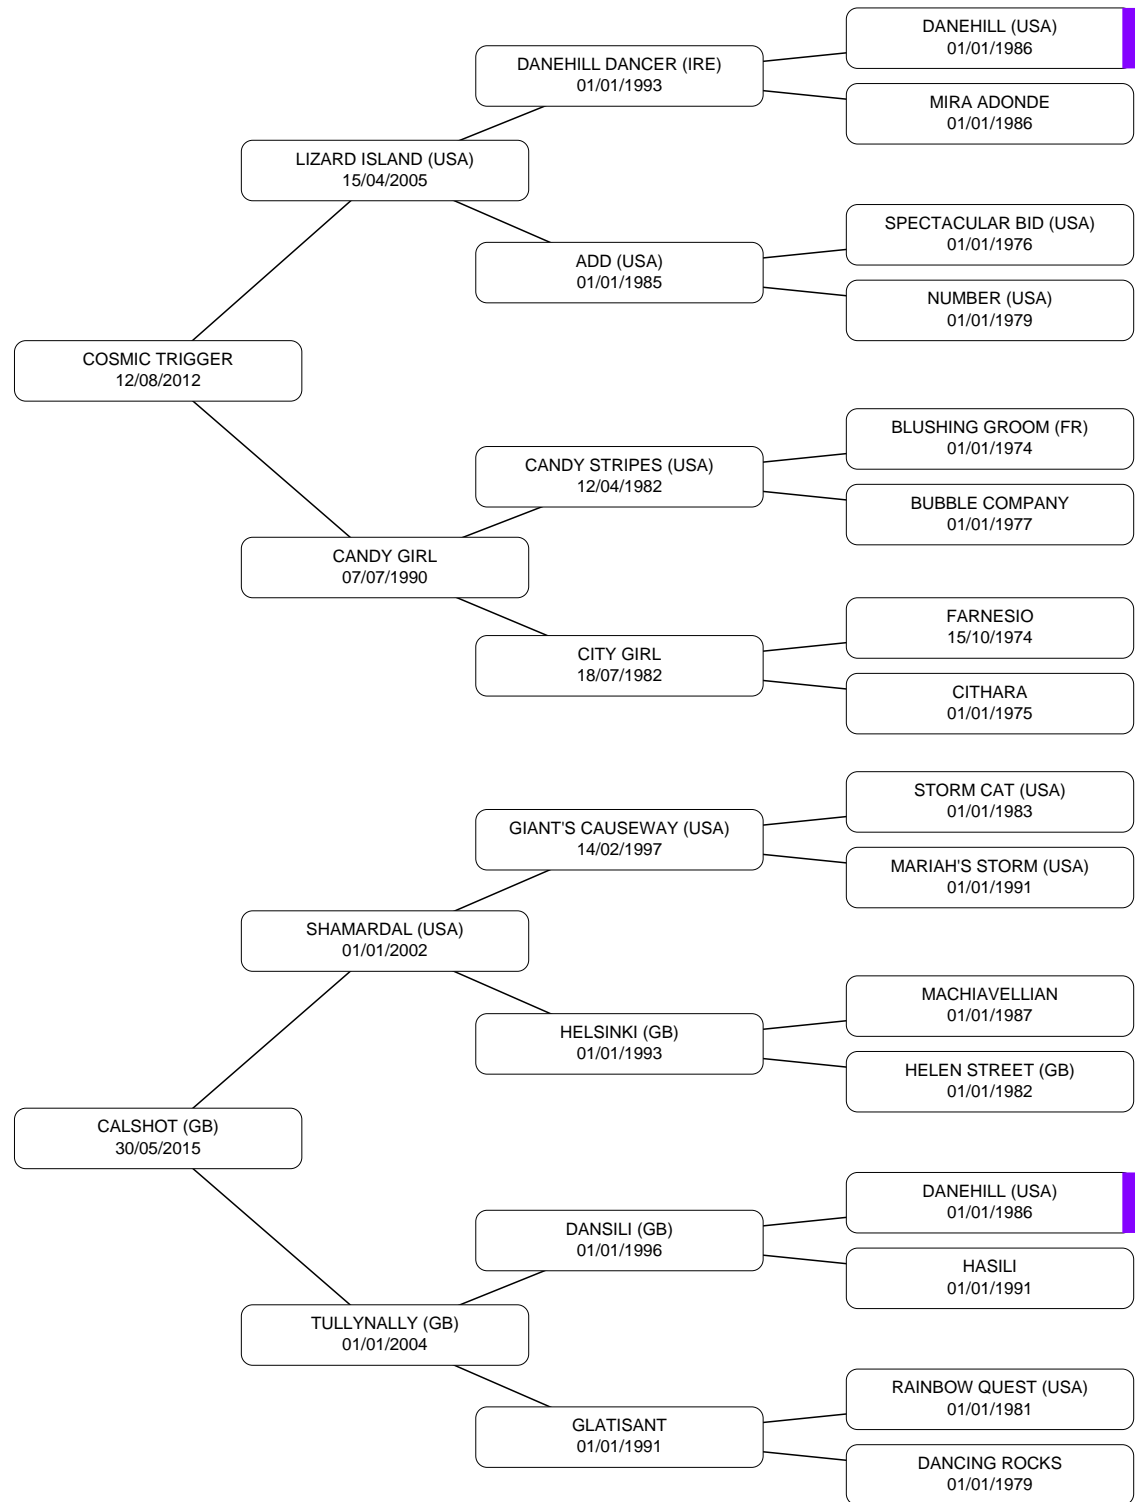 DANEHILL (USA)
01/01/1986
DANEHILL DANCER (IRE)
01/01/1993
MIRA ADONDE
01/01/1986
LIZARD ISLAND (USA)
15/04/2005
SPECTACULAR BID (USA)
01/01/1976
ADD (USA)
01/01/1985
NUMBER (USA)
01/01/1979
COSMIC TRIGGER
12/08/2012
BLUSHING GROOM (FR)
01/01/1974
CANDY STRIPES (USA)
12/04/1982
BUBBLE COMPANY
01/01/1977
CANDY GIRL
07/07/1990
FARNESIO
15/10/1974
CITY GIRL
18/07/1982
CITHARA
01/01/1975
STORM CAT (USA)
01/01/1983
GIANT'S CAUSEWAY (USA)
14/02/1997
MARIAH'S STORM (USA)
01/01/1991
SHAMARDAL (USA)
01/01/2002
MACHIAVELLIAN
01/01/1987
HELSINKI (GB)
01/01/1993
HELEN STREET (GB)
01/01/1982
CALSHOT (GB)
30/05/2015
DANEHILL (USA)
01/01/1986
DANSILI (GB)
01/01/1996
HASILI
01/01/1991
TULLYNALLY (GB)
01/01/2004
RAINBOW QUEST (USA)
01/01/1981
GLATISANT
01/01/1991
DANCING ROCKS
01/01/1979